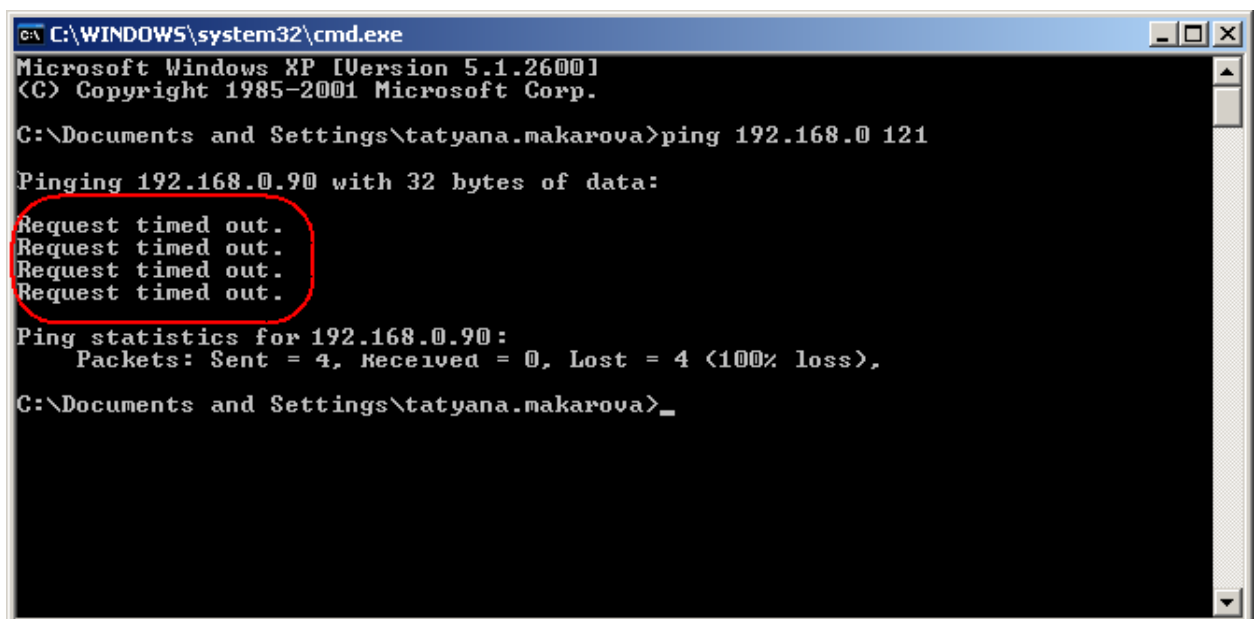 C:\WINDOWS\system32\cmd.exe
Microsoft Windows XP [Version 5.1.2600]
(C) Copyright 1985-2001 Microsoft Corp.
C:\Documents and Settings\tatyana.makarova>ping 192.168.0 121
Pinging 192.168.0.90 with 32 bytes of data:
Request timed out.
Request timed out.
Request timed out.
Request timed out.
Ping statistics for 192.168.0.90:
Packets: Sent = 4, Received = 0, Lost = 4 (100% loss),
C:\Documents and Settings\tatyana.makarova>_